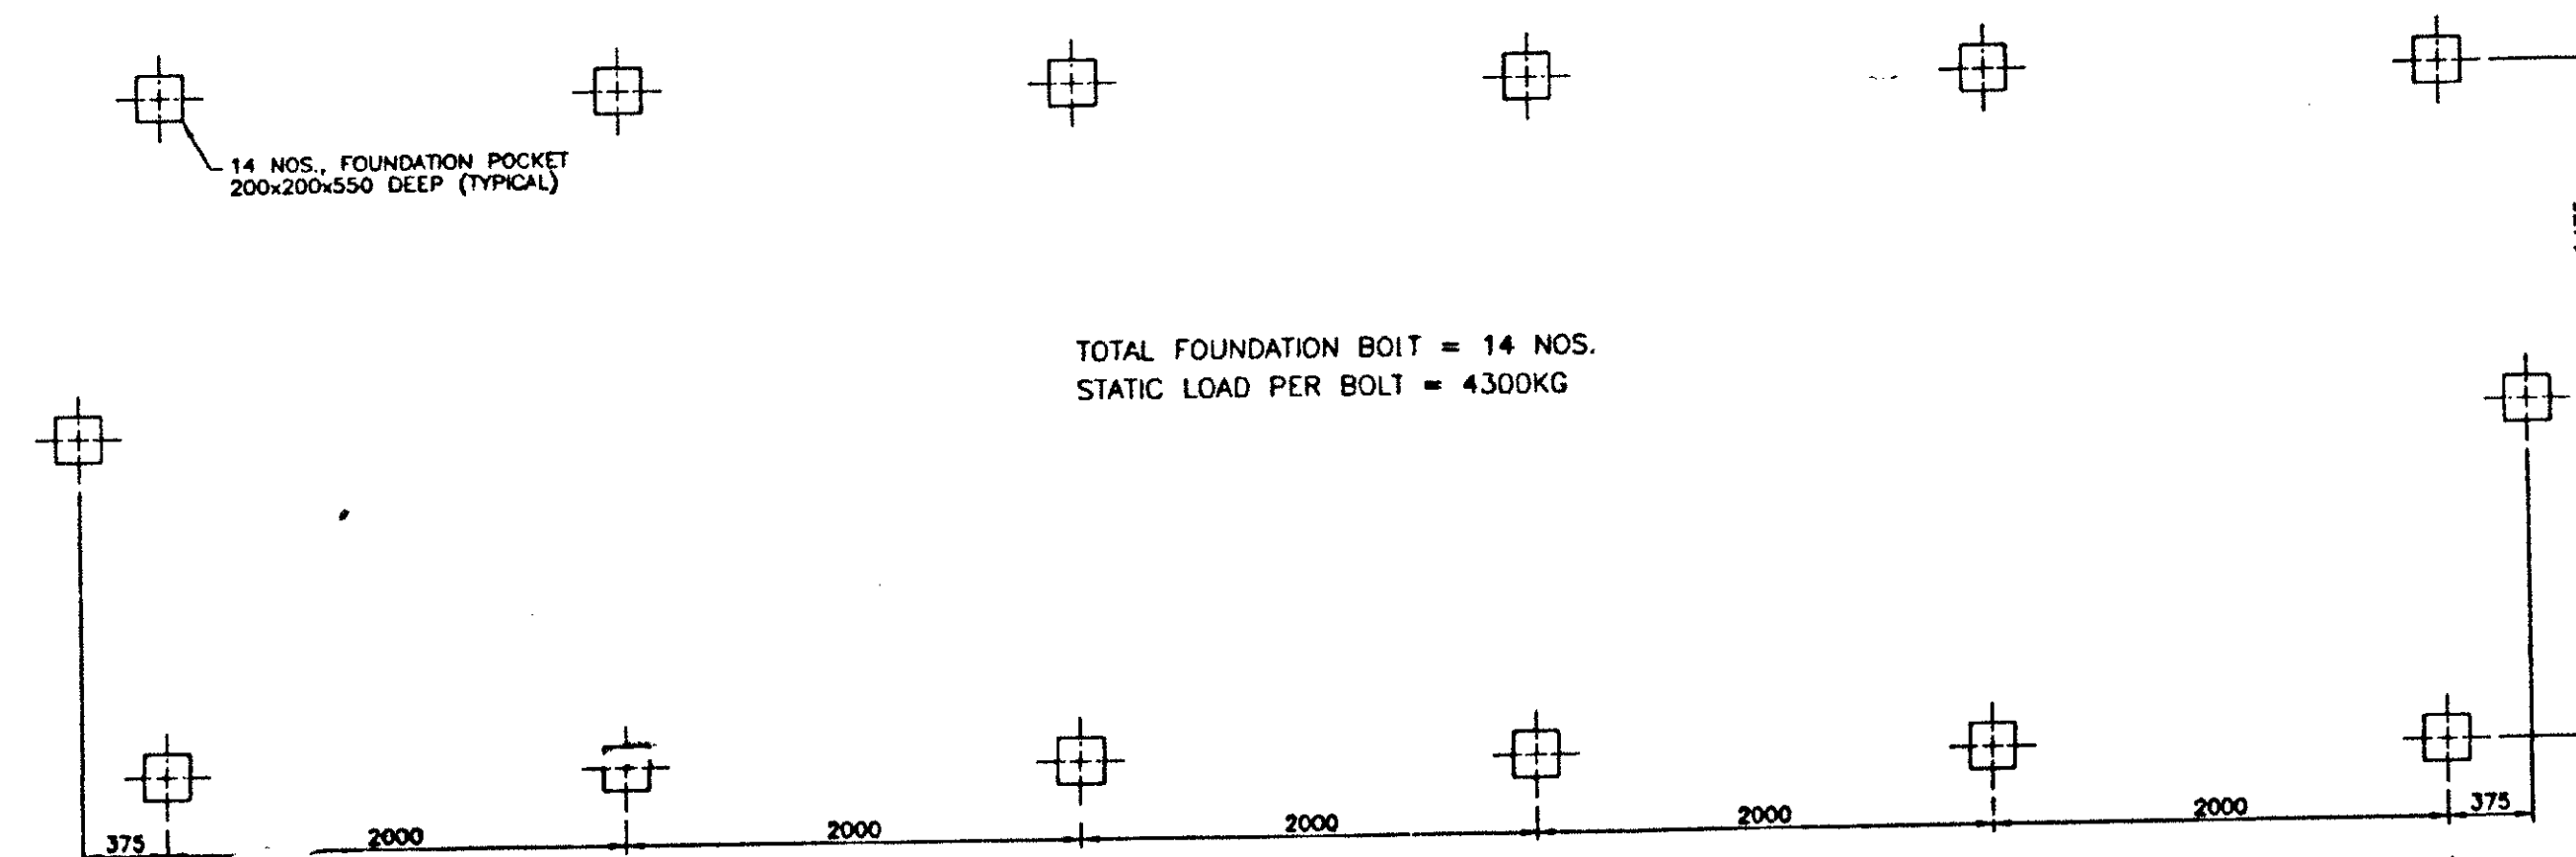 14 NOS., FOUNDATION POCKET
200x200x550 DEEP (TYPICAL)
TOTAL FOUNDATION BOIT = 14 NOS.
STATIC LOAD PER BOLT = 4300KG
375
2000
2000
2000
2000
2000
375